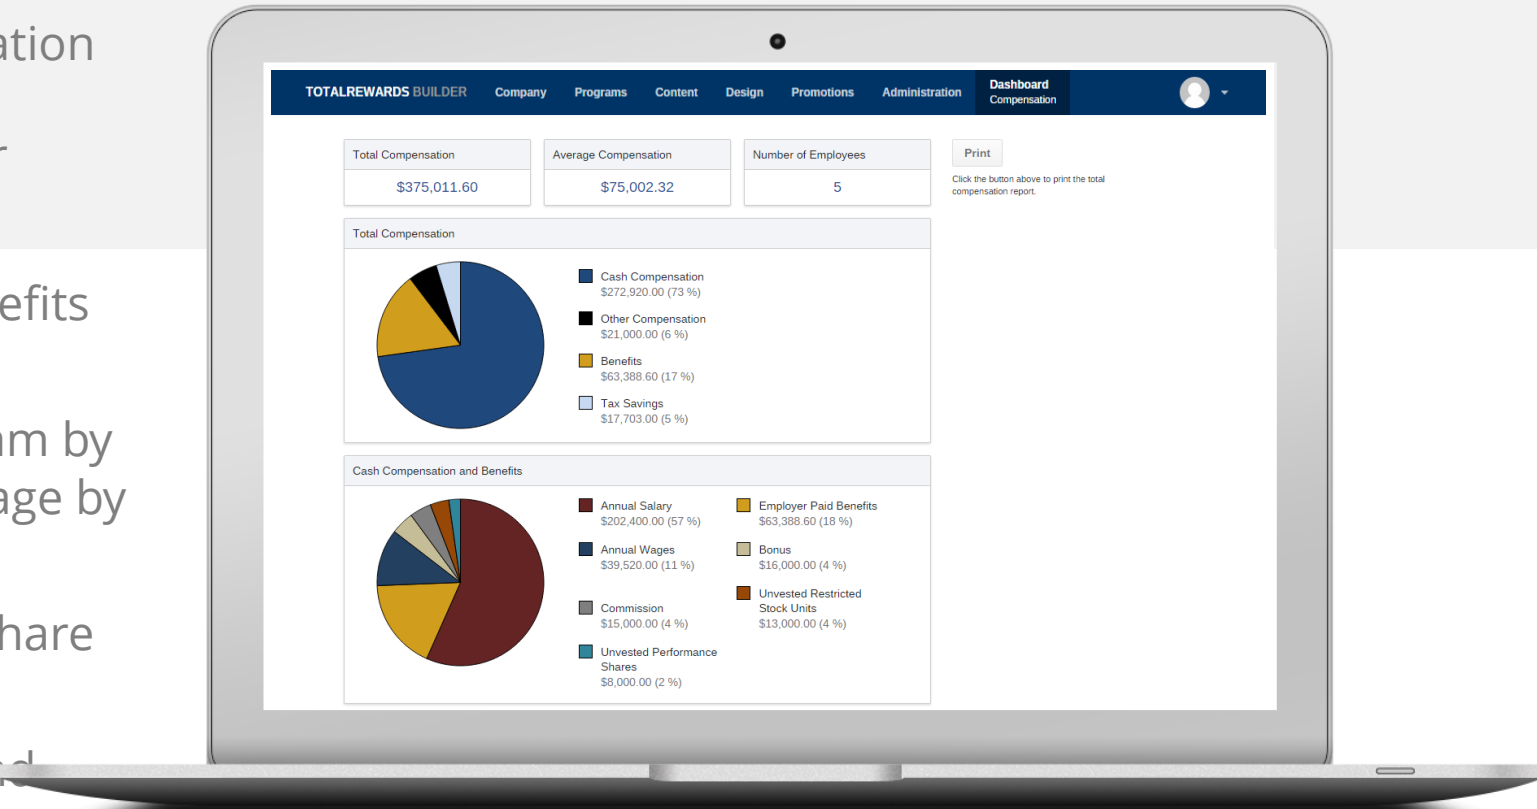 ation
r
efits
am by
age by
hare
nd
TOTALREWARDS BUILDER Company Programs Content Design Promotions Administration Dashboard
Compensation
Total Compensation
$375,011.60
Average Compensation
$75,002.32
Number of Employees
5
Print
Click the button above to print the total
compensation report.
Total Compensation
Cash Compensation
$272,920.00 (73 %)
Other Compensation
$21,000.00 (6 %)
Benefits
$63,388.60 (17 %)
Tax Savings
$17,703.00 (5 %)
Cash Compensation and Benefits
Annual Salary
$202,400.00 (57 %)
Annual Wages
$39,520.00 (11 %)
Commission
$15,000.00 (4 %)
Unvested Performance
Shares
$8,000.00 (2 %)
Employer Paid Benefits
$63,388.60 (18 %)
Bonus
$16,000.00 (4 %)
Unvested Restricted
Stock Units
$13,000.00 (4 %)